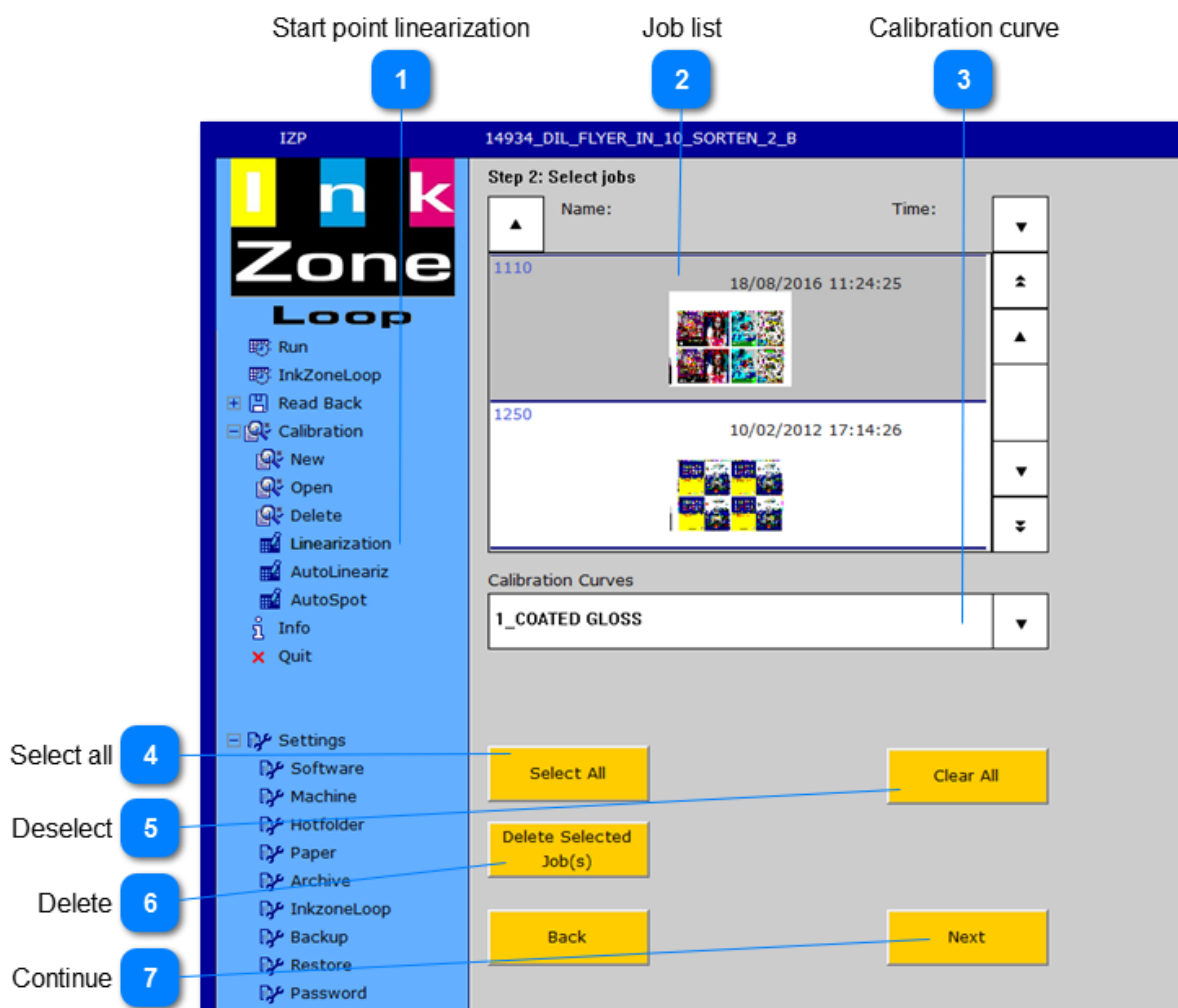 Start point linearization
Job list
Calibration curve
1
2
3
IZP
14934_DIL_FLYER_IN_10_SORTEN_2_B
Ink
Zone
Loop
Run
InkZoneLoop
Read Back
Calibration
New
Open
Delete
Linearization
AutoLineariz
AutoSpot
Info
Quit
Settings
Software
Machine
Hotfolder
Paper
Archive
InkzoneLoop
Backup
Restore
Password
Step 2: Select jobs
Name:
Time:
1110
18/08/2016 11:24:25
1250
10/02/2012 17:14:26
Calibration Curves
1_COATED GLOSS
Select All
Clear All
Delete Selected
Job(s)
Back
Next
Select all
4
Deselect
5
Delete
6
Continue
7